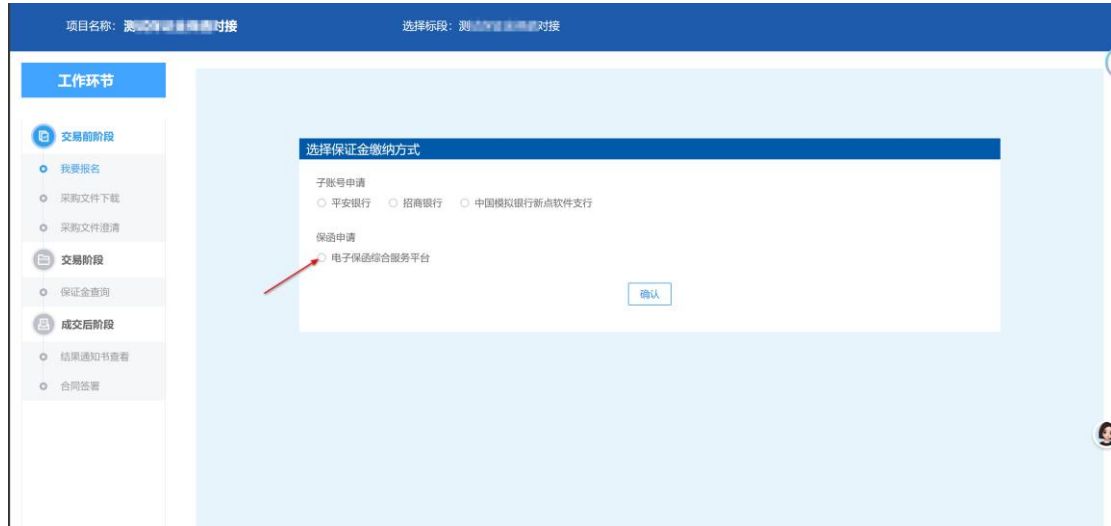 项目名称: 测 对接
选择标段: 测 对接
工作环节
交易前阶段
我要报名
采购文件下载
采购文件澄清
交易阶段
保证金查询
成交后阶段
结果通知书查看
合同签署
选择保证金缴纳方式
子账号申请
平安银行 招商银行 中国模拟银行新点软件支行
保函申请
电子保函综合服务平台
确认